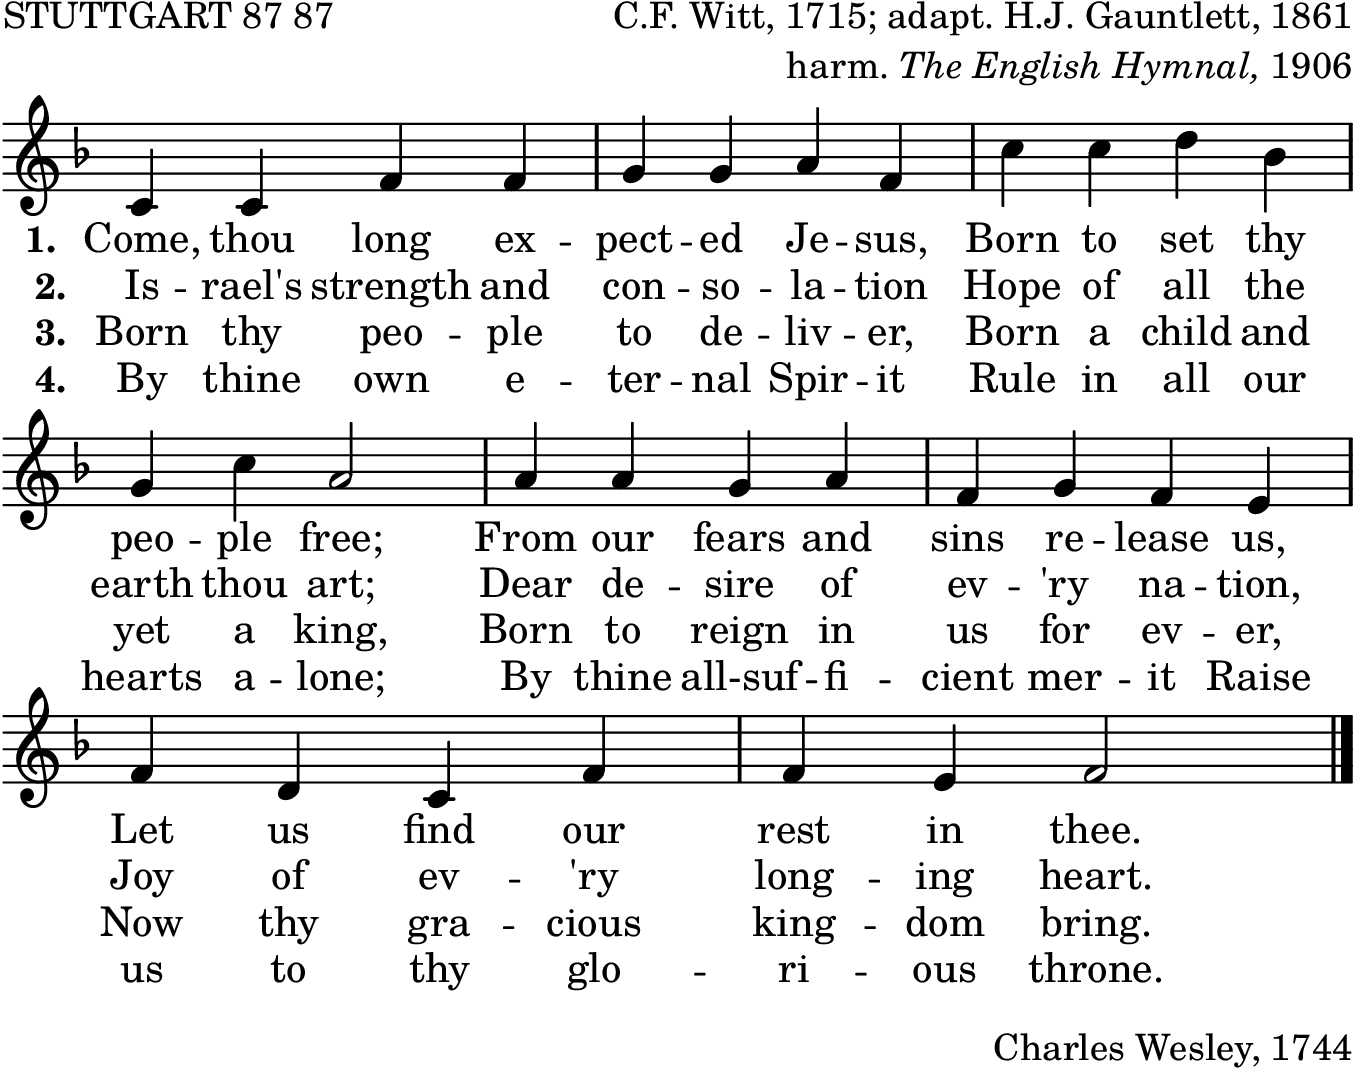 STUTTGART 87 87 C.F. Witt, 1715; adapt. H.J. Gauntlett, 1861
harm. The English Hymnal, 1906
1. Come, thou long ex - pect - ed Je - sus, Born to set thy
2. Is - rael's strength and con - so - la - tion Hope of all the
3. Born thy peo - ple to de - liv - er, Born a child and
4. By thine own e - ter - nal Spir - it Rule in all our
peo - ple free; From our fears and sins re - lease us,
earth thou art; Dear de - sire of ev - 'ry na - tion,
yet a king, Born to reign in us for ev - er,
hearts a - lone; By thine all-suf - fi - cient mer - it Raise
Let us find our rest in thee.
Joy of ev - 'ry long - ing heart.
Now thy gra - cious king - dom bring.
us to thy glo - ri - ous throne.
Charles Wesley, 1744